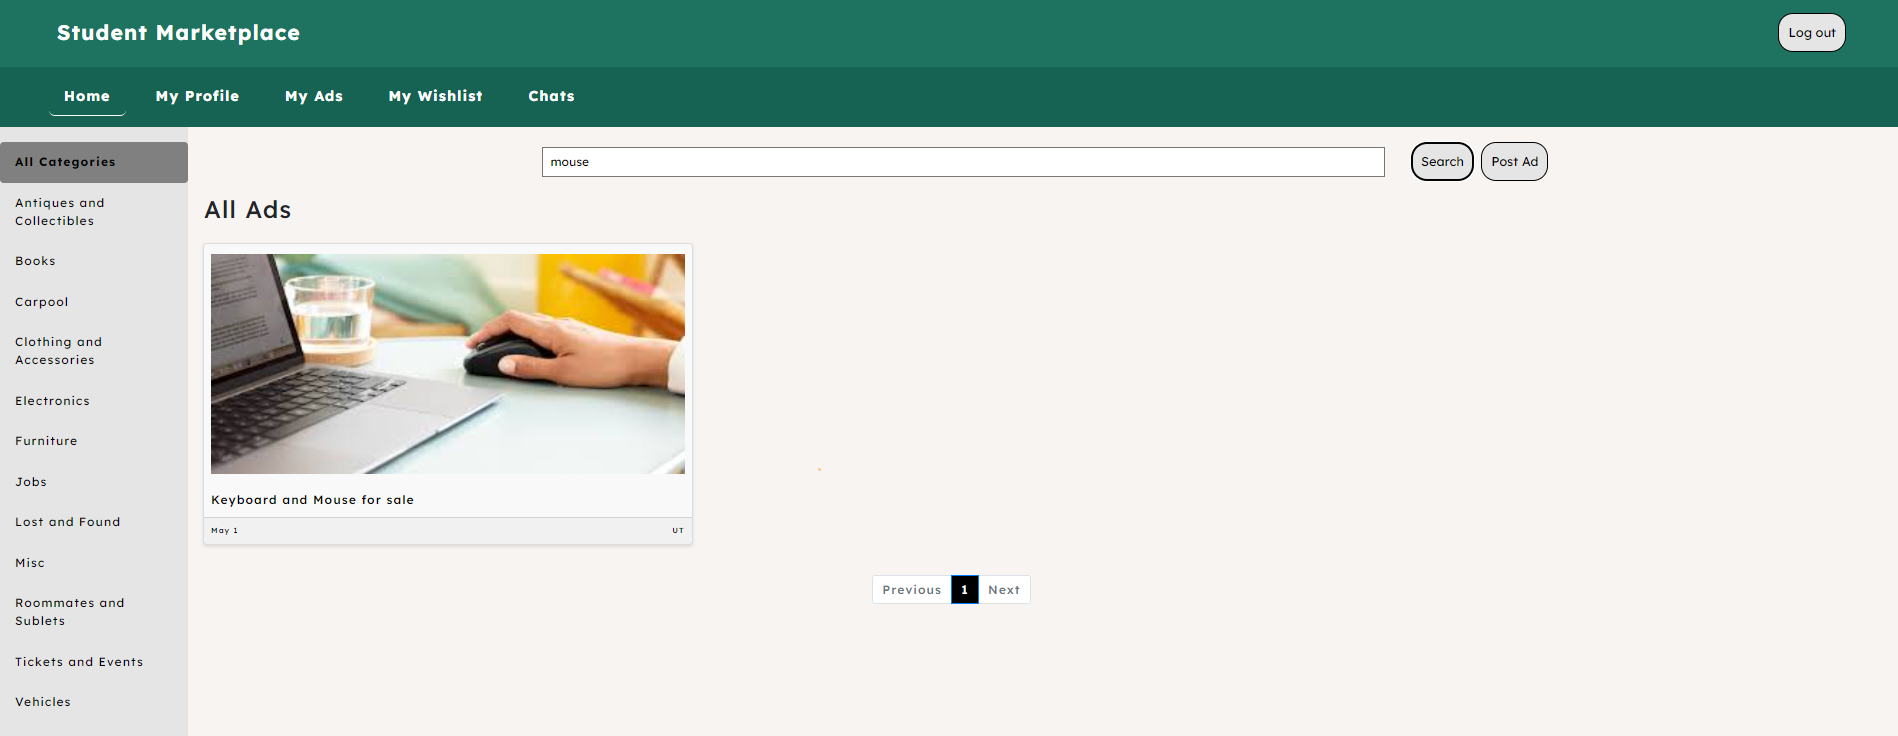 Student Marketplace
Log out
Home
My Profile
My Ads
My Wishlist
Chats
All Categories
Antiques and
Collectibles
Books
Carpool
Clothing and
Accessories
Electronics
Furniture
Jobs
Lost and Found
Misc
Roommates and
Sublets
Tickets and Events
Vehicles
mouse
Search
Post Ad
All Ads
Keyboard and Mouse for sale
May 1
UT
Previous
1
Next